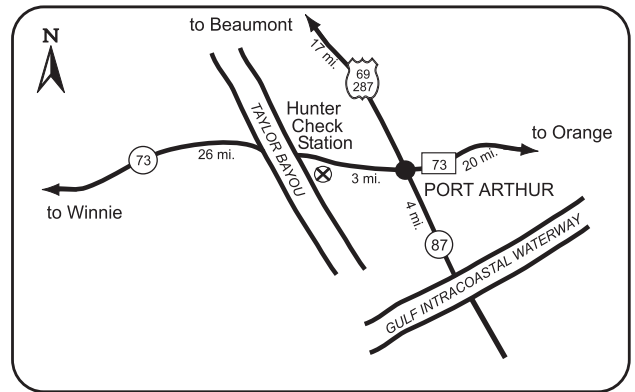 to Beaumont
N
17 mi.
69
287
TAYLOR BAYOU
Hunter
Check
Station
to Orange
73
26 mi.
3 mi.
73
20 mi.
PORT ARTHUR
to Winnie
4 mi.
87
GULF INTRACOASTAL WATERWAY